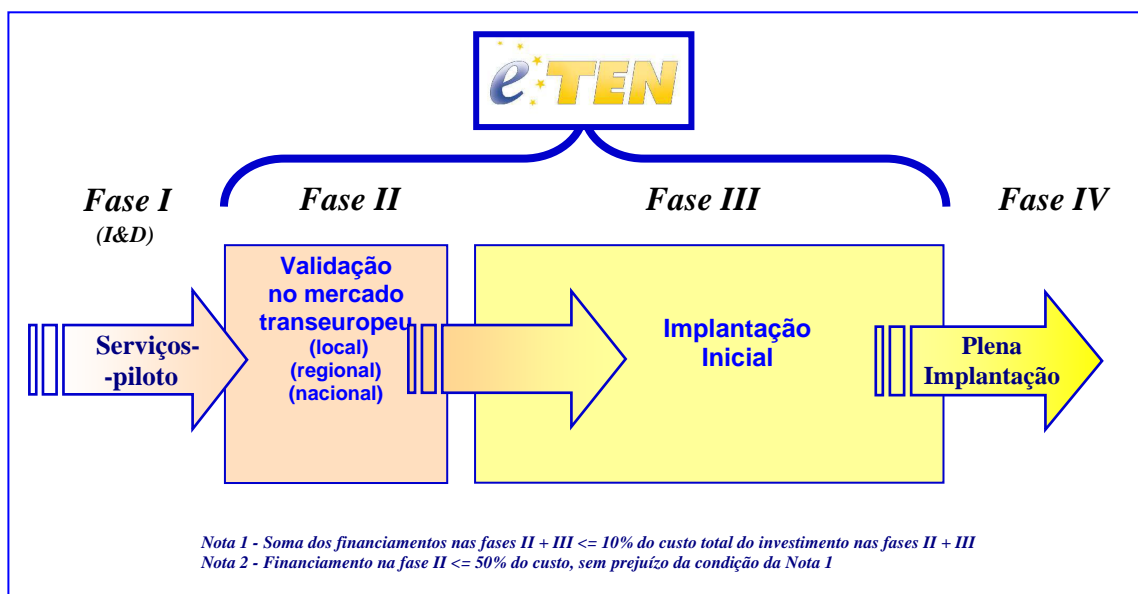 e TEN
Fase I
(I&D)
Fase II
Fase III
Fase IV
Serviços-
-piloto
Validação
no mercado
transeuropeu
(local)
(regional)
(nacional)
Implantação
Inicial
Plena
Implantação
Nota 1 - Soma dos financiamentos nas fases II + III <= 10% do custo total do investimento nas fases II + III
Nota 2 - Financiamento na fase II <= 50% do custo, sem prejuízo da condição da Nota 1